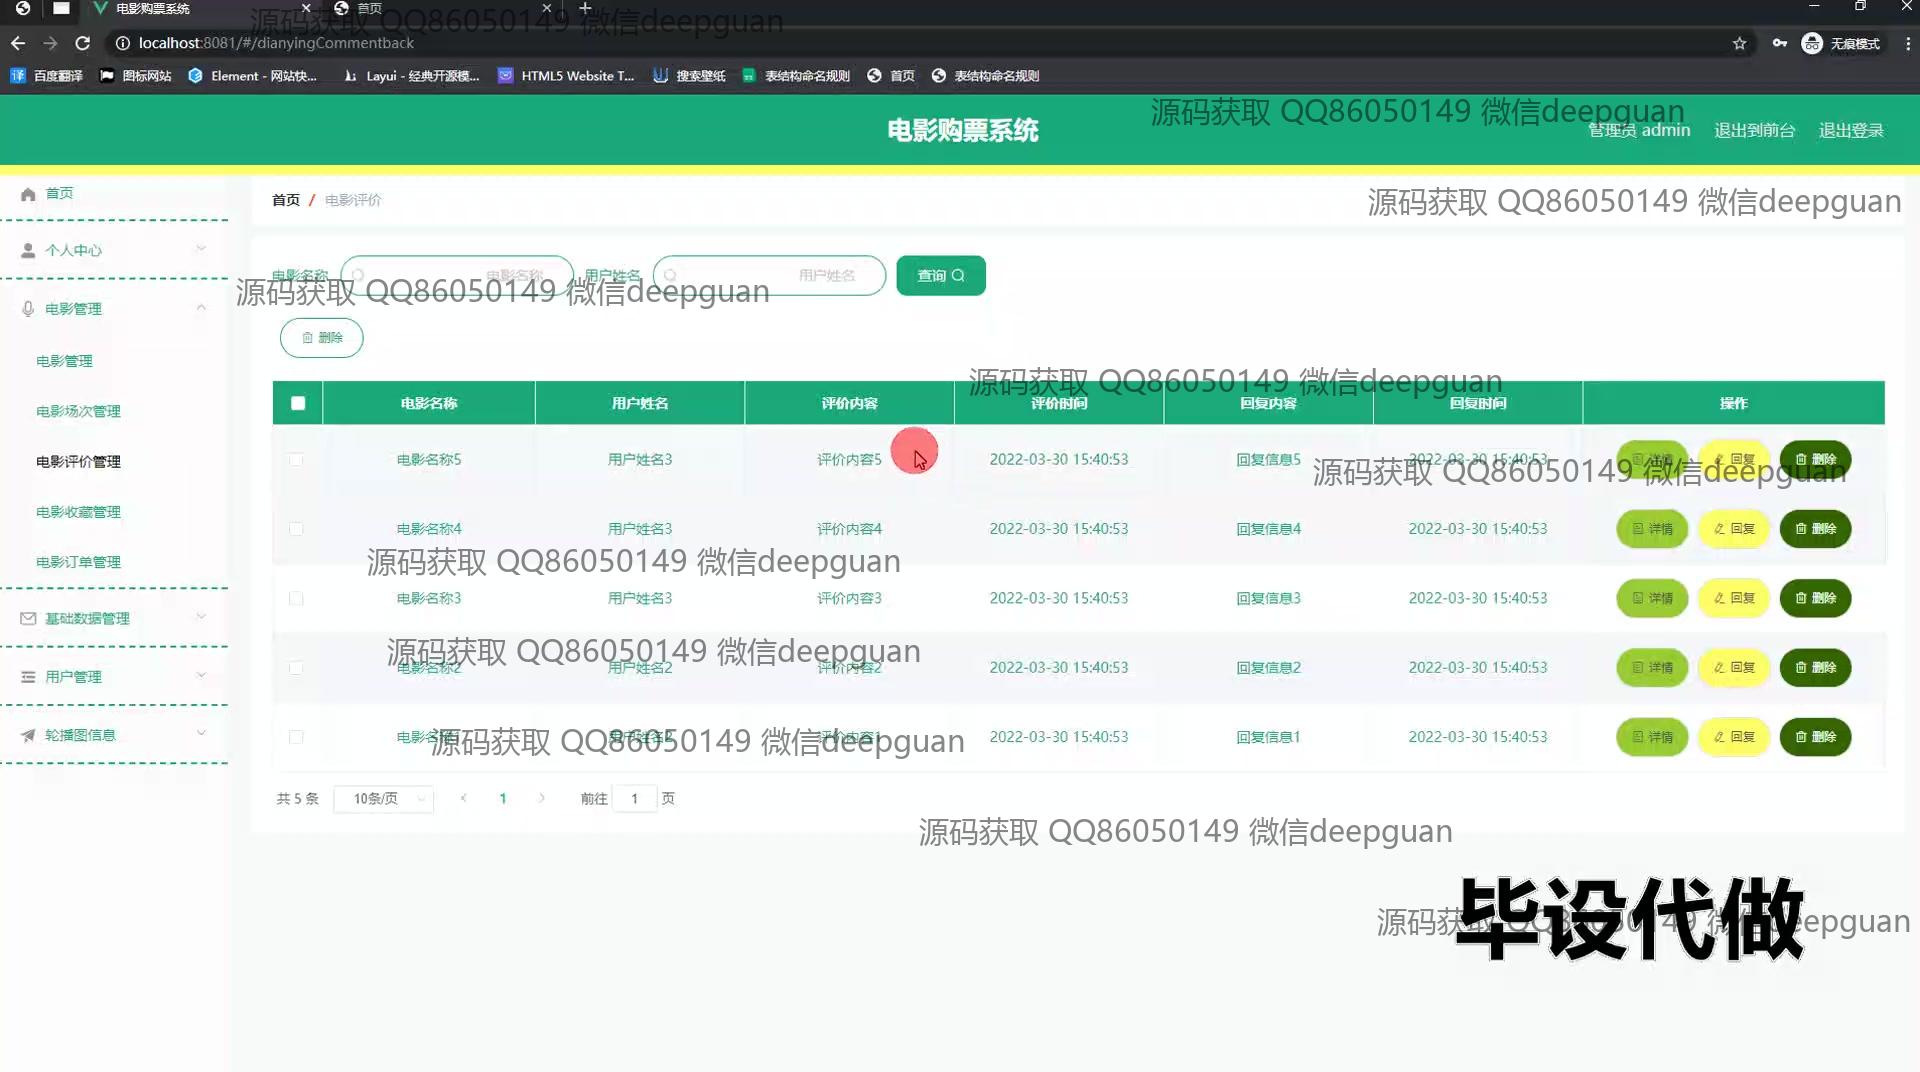 电影购票系统
首页
源码获取 QQ86050149 微信deepguan
localhost:8081/#/dianyingCommentback
无痕模式
百度翻译 图标网站 Element - 网站快... Layui - 经典开源模... HTML5 Website T... 搜索壁纸 表结构命名规则 首页 表结构命名规则
源码获取 QQ86050149 微信deepguan
电影购票系统
管理员 admin 退出到前台 退出登录
首页
个人中心
电影管理
电影管理
电影场次管理
电影评价管理
电影收藏管理
电影订单管理
基础数据管理
用户管理
轮播图信息
首页 / 电影评价
源码获取 QQ86050149 微信deepguan
电影名称 电影名称 用户姓名 用户姓名 查询
源码获取 QQ86050149 微信deepguan
删除
源码获取 QQ86050149 微信deepguan
电影名称 用户姓名 评价内容 评价时间 回复内容 回复时间 操作
电影名称5 用户姓名3 评价内容5 2022-03-30 15:40:53 回复信息5 2022-03-30 15:40:53 详情 回复 删除
源码获取 QQ86050149 微信deepguan
电影名称4 用户姓名3 评价内容4 2022-03-30 15:40:53 回复信息4 2022-03-30 15:40:53 详情 回复 删除
源码获取 QQ86050149 微信deepguan
电影名称3 用户姓名3 评价内容3 2022-03-30 15:40:53 回复信息3 2022-03-30 15:40:53 详情 回复 删除
源码获取 QQ86050149 微信deepguan
电影名称2 用户姓名2 评价内容2 2022-03-30 15:40:53 回复信息2 2022-03-30 15:40:53 详情 回复 删除
电影名称1 用户姓名2 评价内容1 2022-03-30 15:40:53 回复信息1 2022-03-30 15:40:53 详情 回复 删除
源码获取 QQ86050149 微信deepguan
共 5 条 10条/页 1 前往 1 页
源码获取 QQ86050149 微信deepguan
源码获取 QQ86050149 微信deepguan
毕设代做